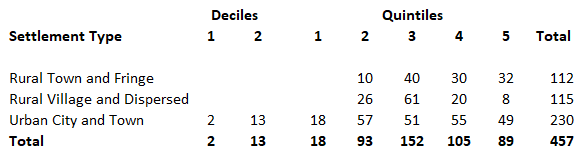 Deciles Quintiles
Settlement Type 1 2 1 2 3 4 5 Total
Rural Town and Fringe 10 40 30 32 112
Rural Village and Dispersed 26 61 20 8 115
Urban City and Town 2 13 18 57 51 55 49 230
Total 2 13 18 93 152 105 89 457